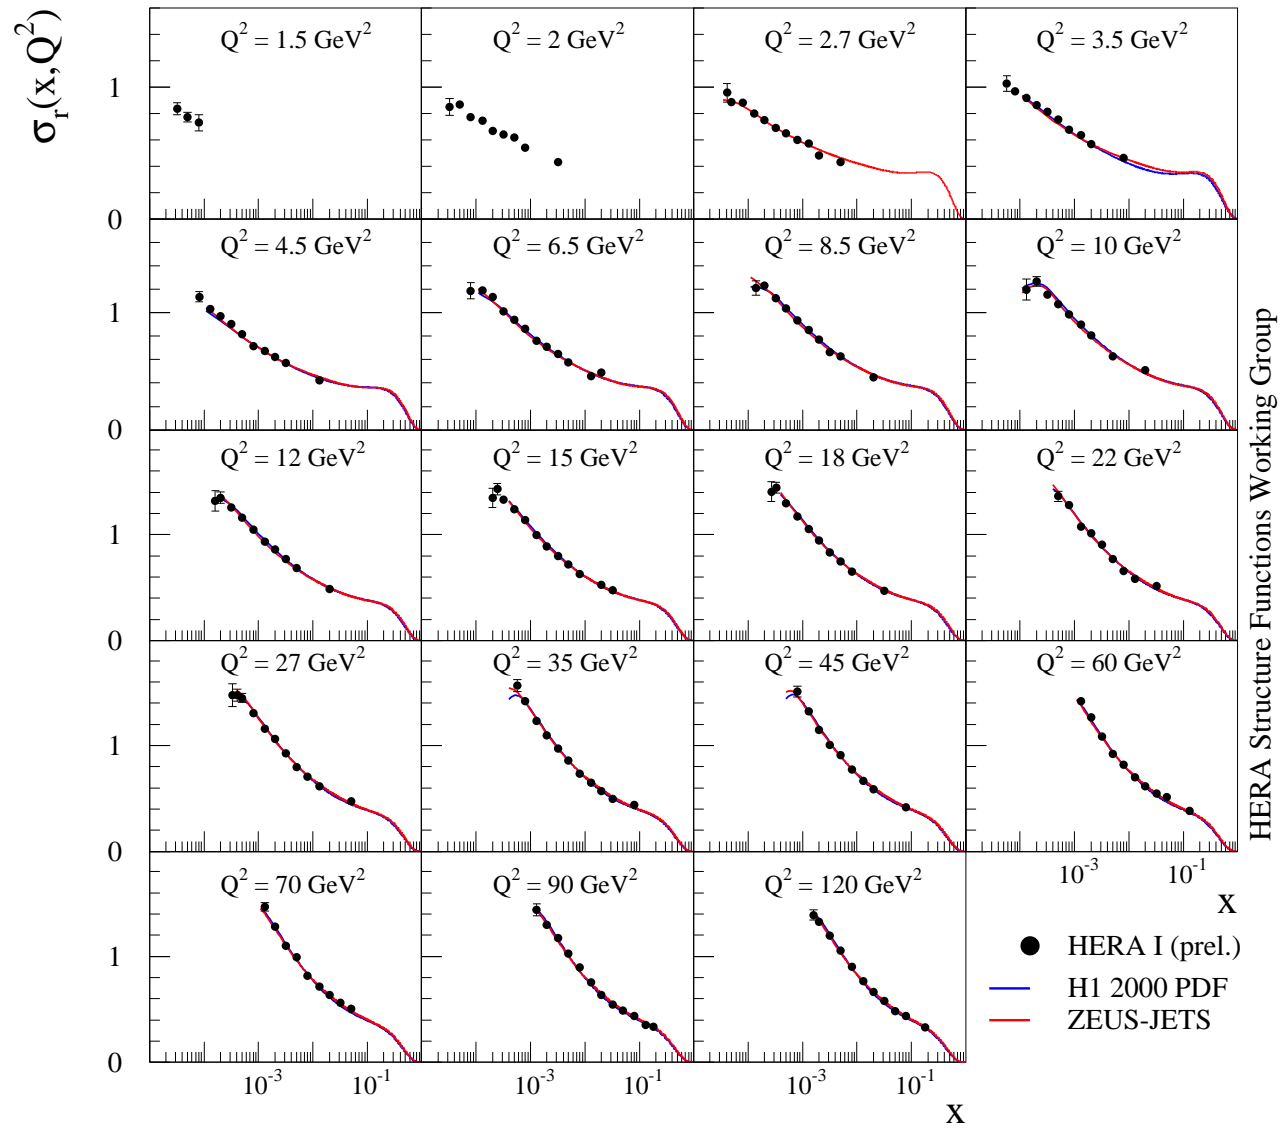 σr(x,Q²)
Q² = 1.5 GeV²
Q² = 2 GeV²
Q² = 2.7 GeV²
Q² = 3.5 GeV²
1
0
Q² = 4.5 GeV²
Q² = 6.5 GeV²
Q² = 8.5 GeV²
Q² = 10 GeV²
1
0
Q² = 12 GeV²
Q² = 15 GeV²
Q² = 18 GeV²
Q² = 22 GeV²
1
0
Q² = 27 GeV²
Q² = 35 GeV²
Q² = 45 GeV²
Q² = 60 GeV²
1
0
10⁻³
10⁻¹
x
Q² = 70 GeV²
Q² = 90 GeV²
Q² = 120 GeV²
1
0
10⁻³
10⁻¹
10⁻³
10⁻¹
10⁻³
10⁻¹
x
HERA I (prel.)
H1 2000 PDF
ZEUS-JETS
HERA Structure Functions Working Group